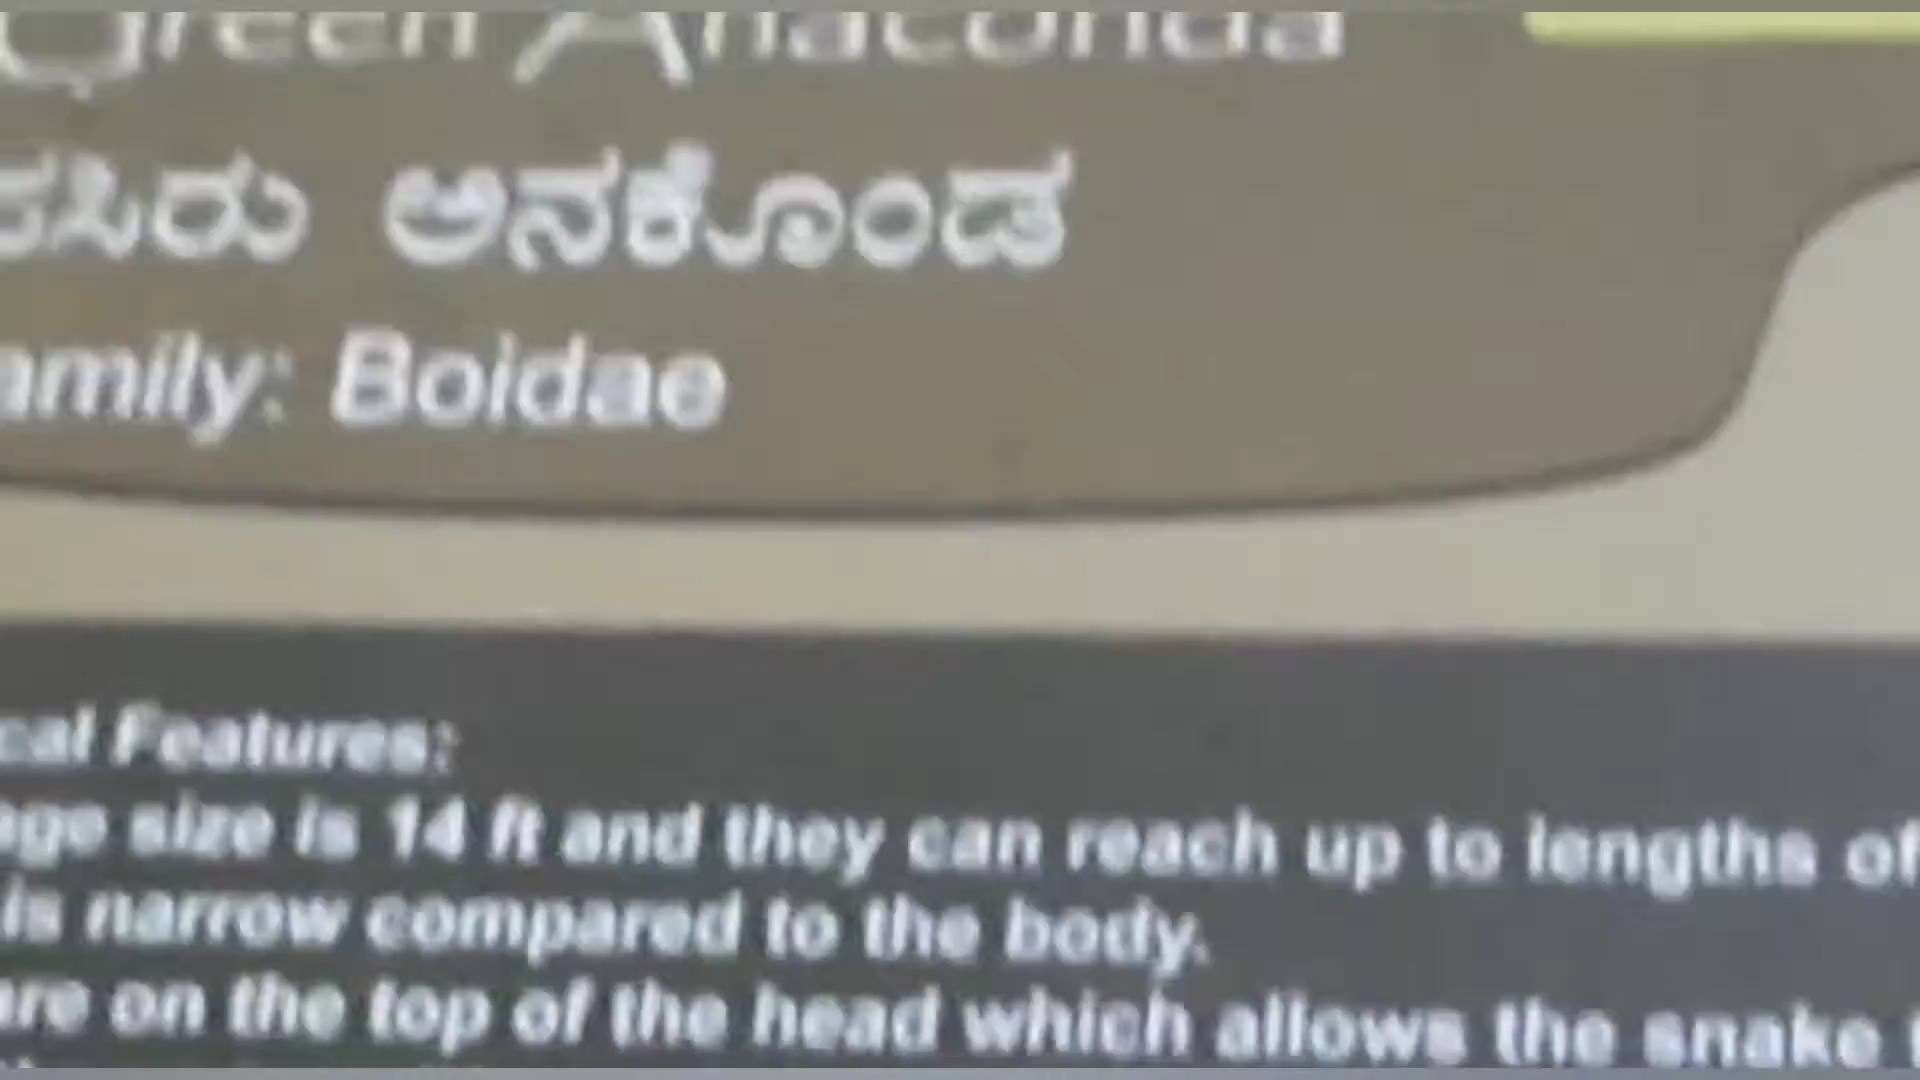 Green Anaconda
ಹಸಿರು ಅನಕೊಂಡ
amily: Boidae
cal Features:
age size is 14 ft and they can reach up to lengths of
is narrow compared to the body.
are on the top of the head which allows the snake